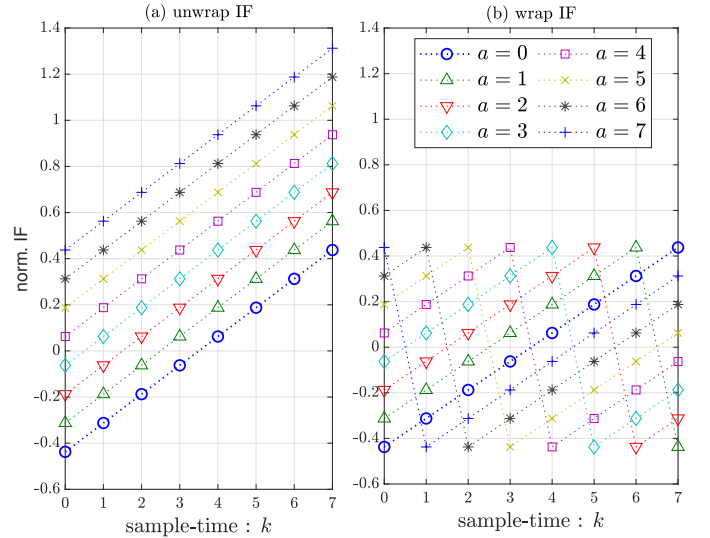 (a) unwrap IF
(b) wrap IF
norm. IF
1.4
1.2
1
0.8
0.6
0.4
0.2
0
-0.2
-0.4
-0.6
0 1 2 3 4 5 6 7
sample-time : k
1.4
1.2
1
0.8
0.6
0.4
0.2
0
-0.2
-0.4
-0.6
0 1 2 3 4 5 6 7
sample-time : k
a = 0
a = 1
a = 2
a = 3
a = 4
a = 5
a = 6
a = 7